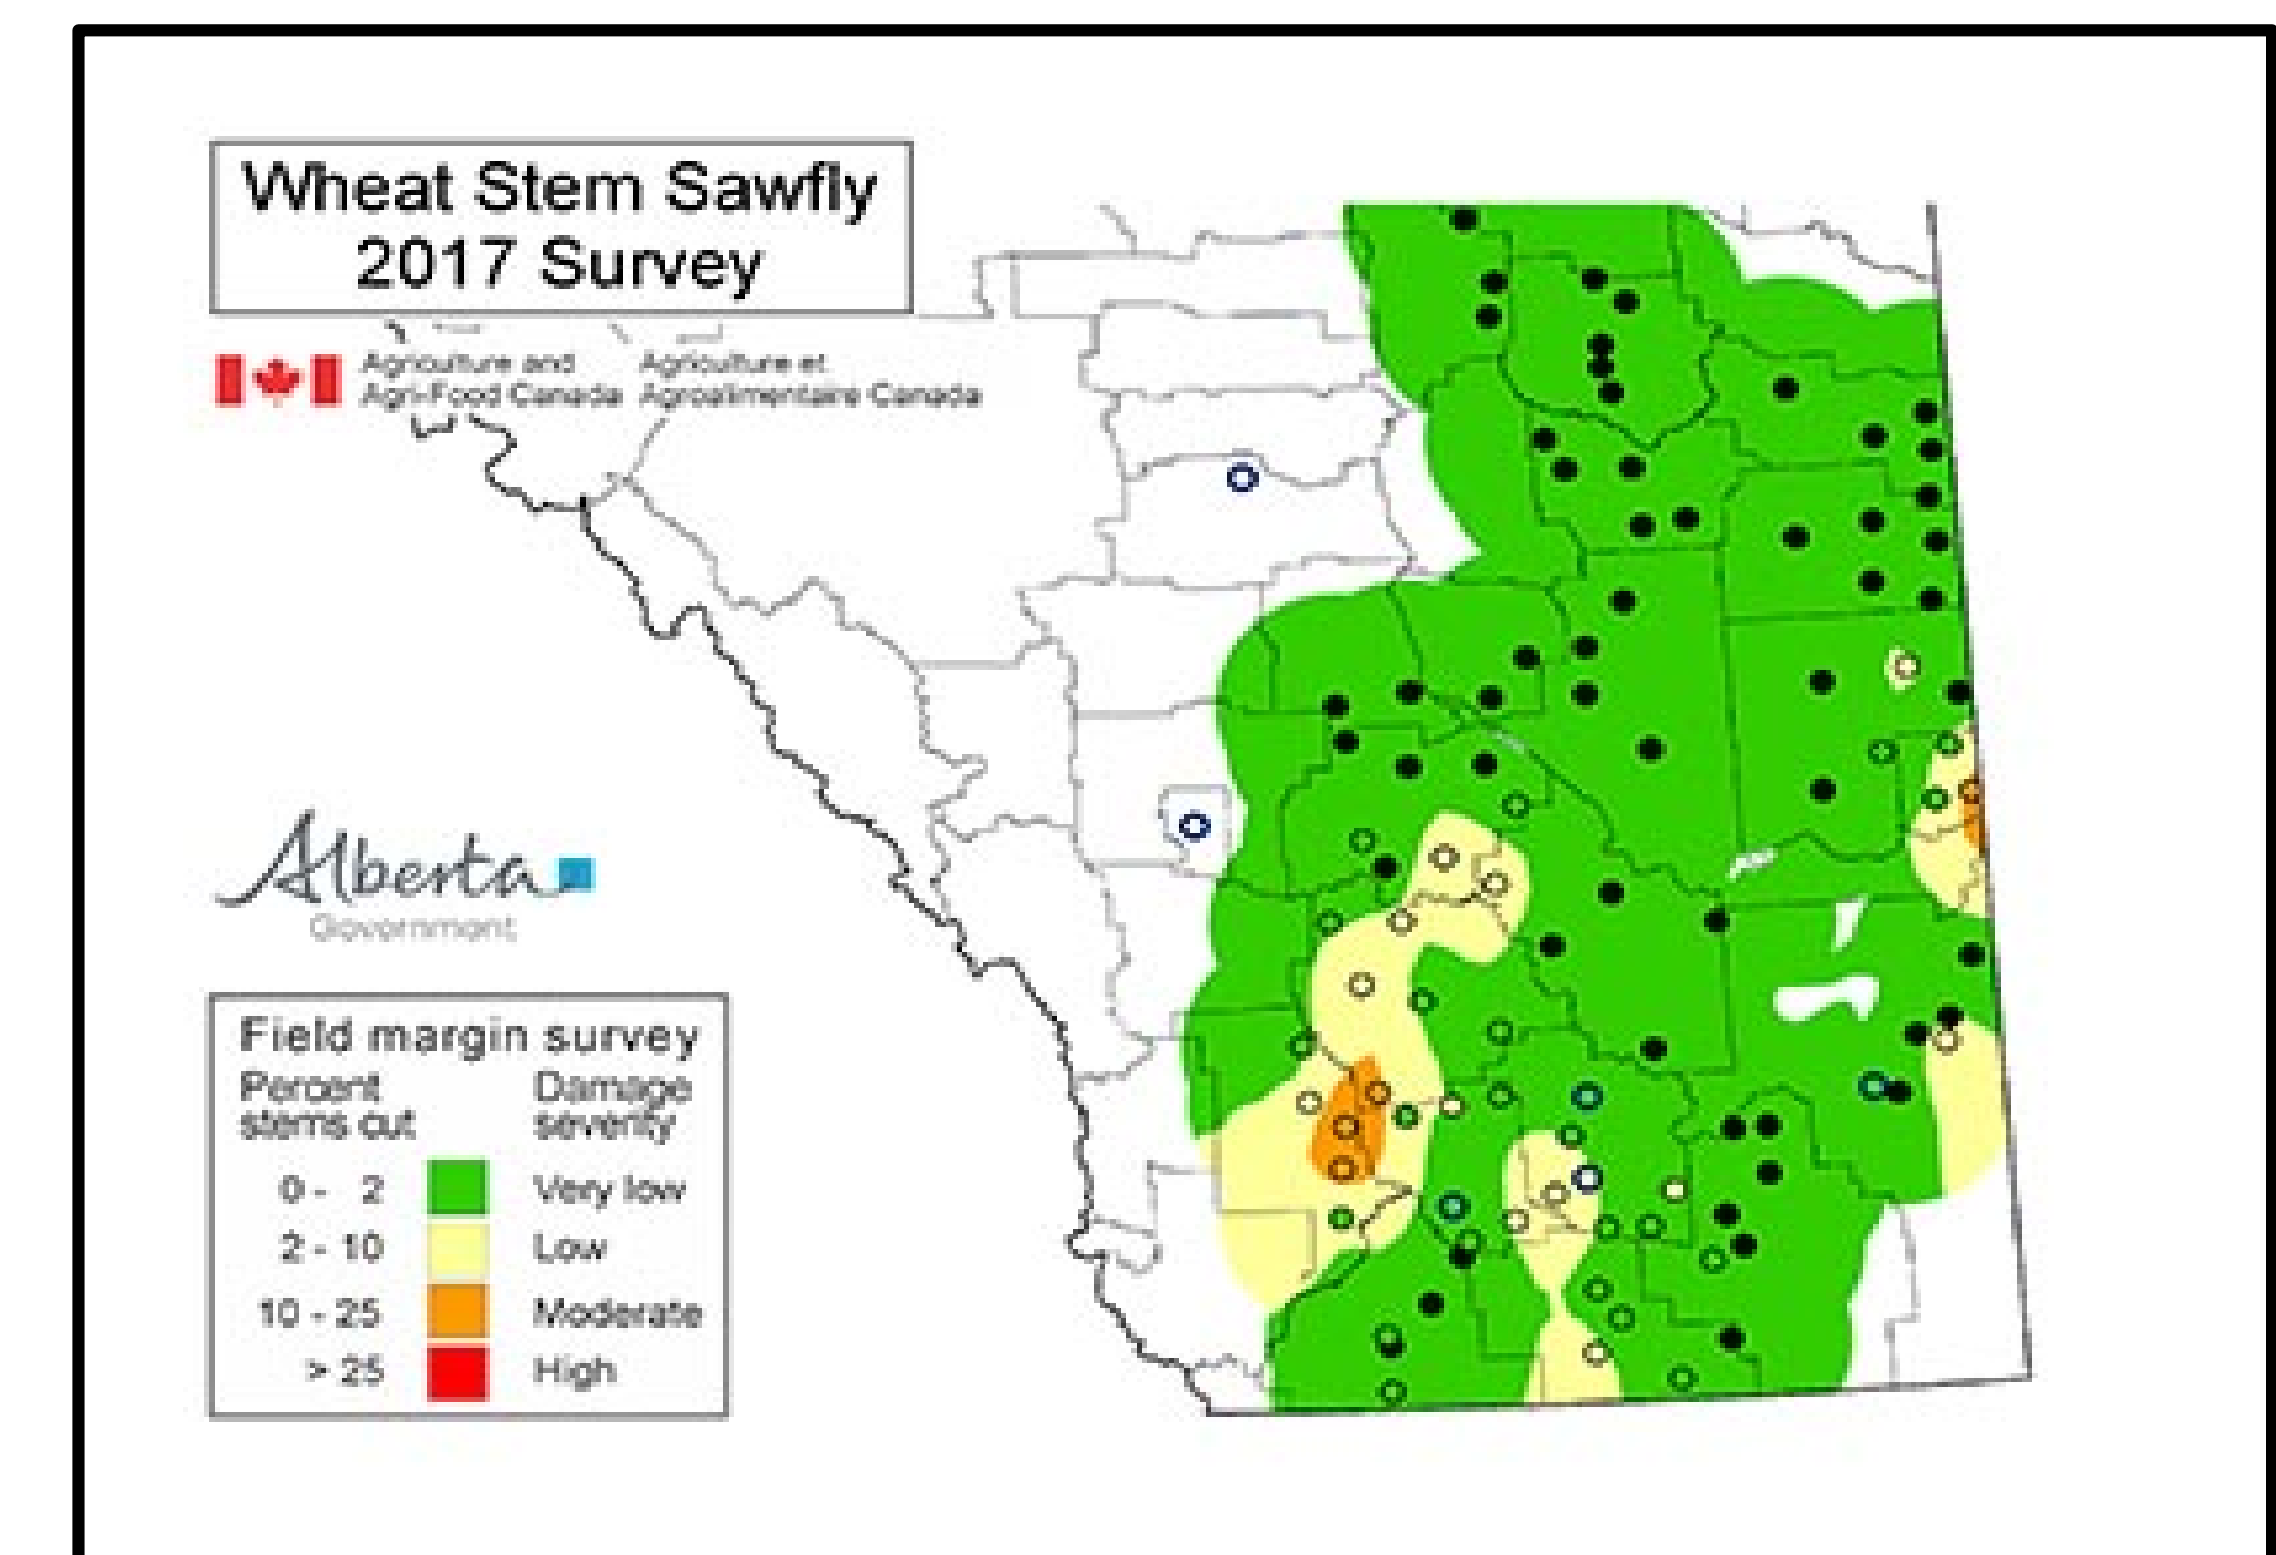 Wheat Stem Sawfly
2017 Survey
Agriculture and
Agri-Food Canada
Agriculture et
Agroalimentaire Canada
Alberta
Government
Field margin survey
Percent
stems cut
Damage
severity
0 - 2 Very low
2 - 10 Low
10 - 25 Moderate
> 25 High